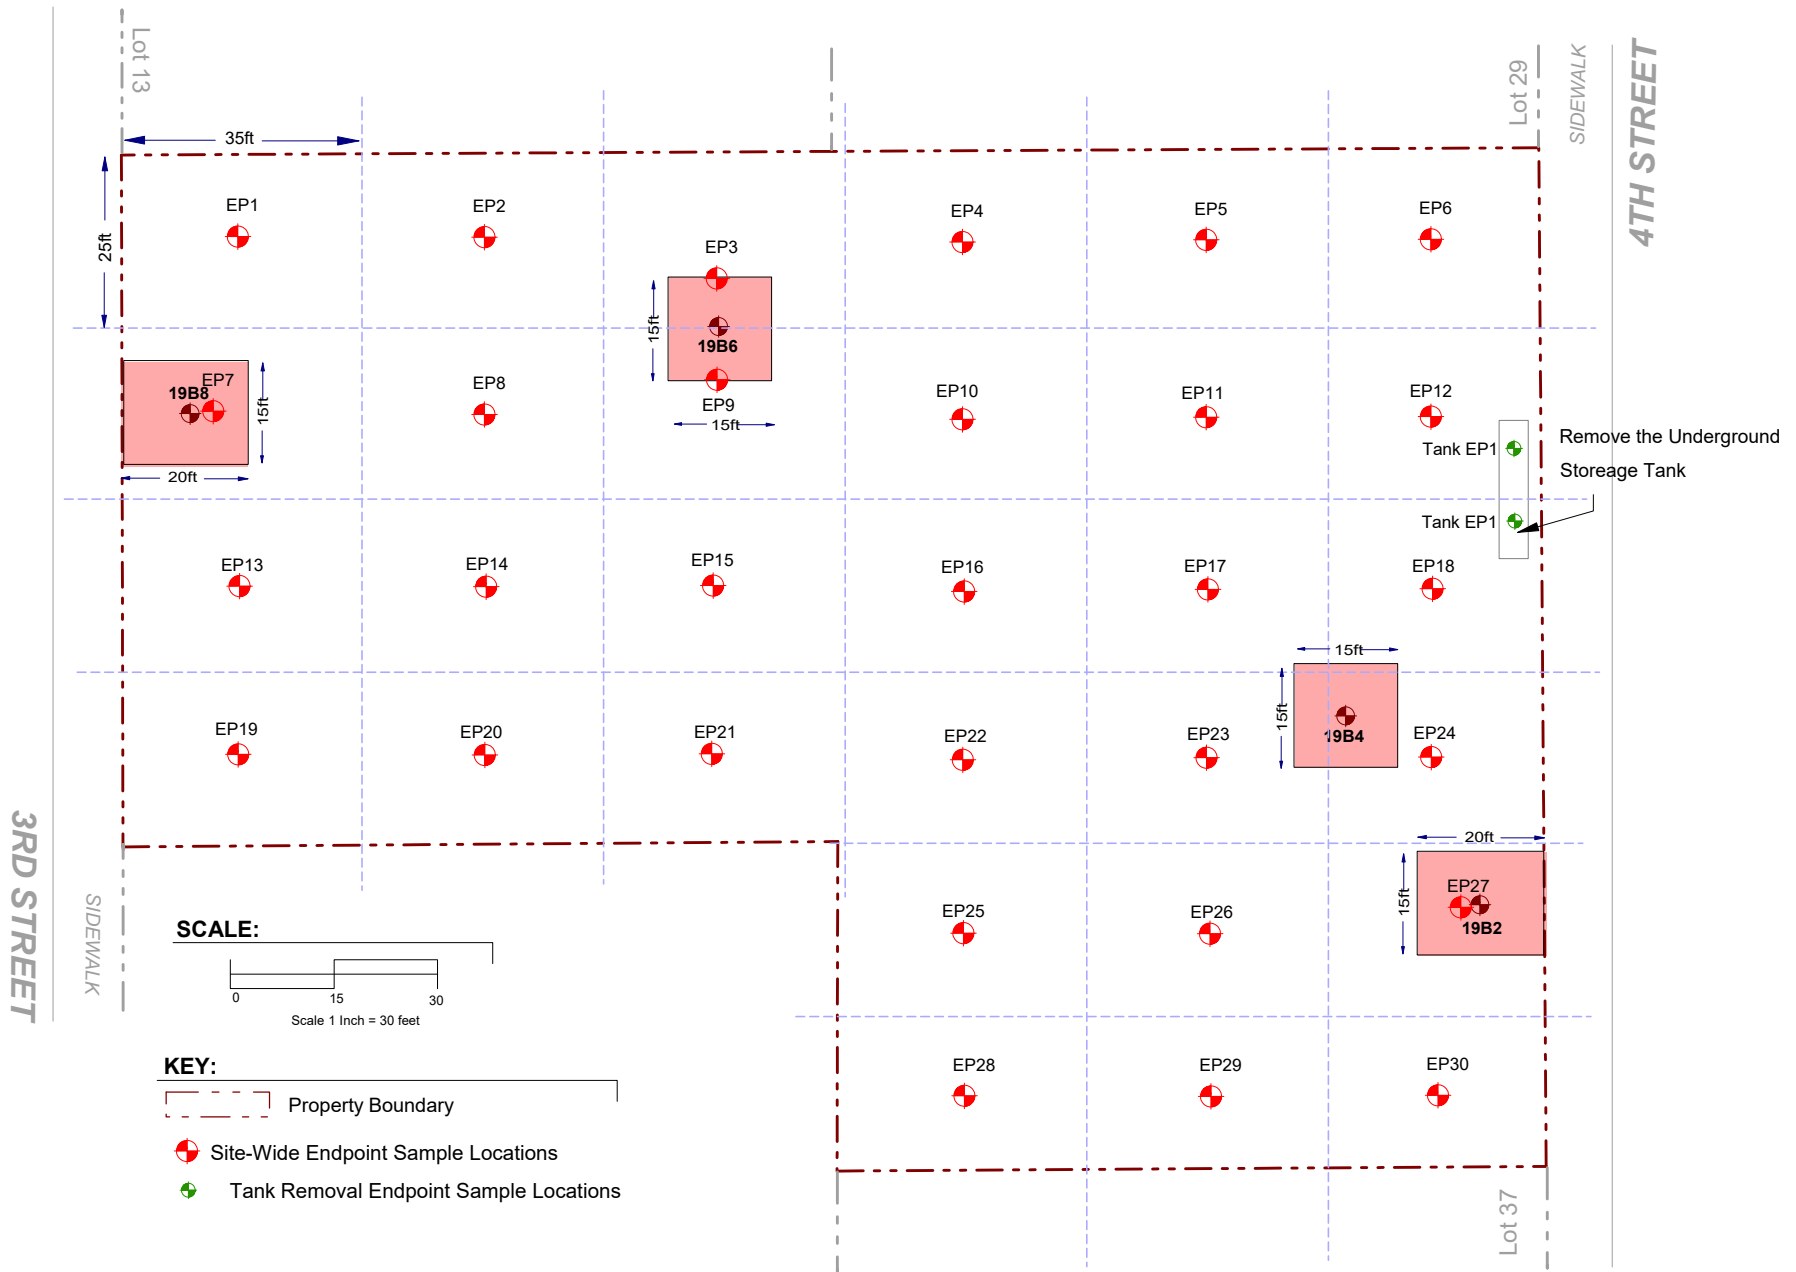 Lot 13
Lot 29
SIDEWALK
4TH STREET
35ft
25ft
EP1
EP2
EP3
EP4
EP5
EP6
15ft
19B6
EP7
19B8
15ft
20ft
EP8
EP9
15ft
EP10
EP11
EP12
Tank EP1
Remove the Underground
Storeage Tank
Tank EP1
EP13
EP14
EP15
EP16
EP17
EP18
15ft
15ft
19B4
EP19
EP20
EP21
EP22
EP23
EP24
20ft
15ft
EP27
19B2
3RD STREET
SIDEWALK
SCALE:
0 15 30
Scale 1 Inch = 30 feet
EP25
EP26
KEY:
Property Boundary
Site-Wide Endpoint Sample Locations
Tank Removal Endpoint Sample Locations
EP28
EP29
EP30
Lot 37